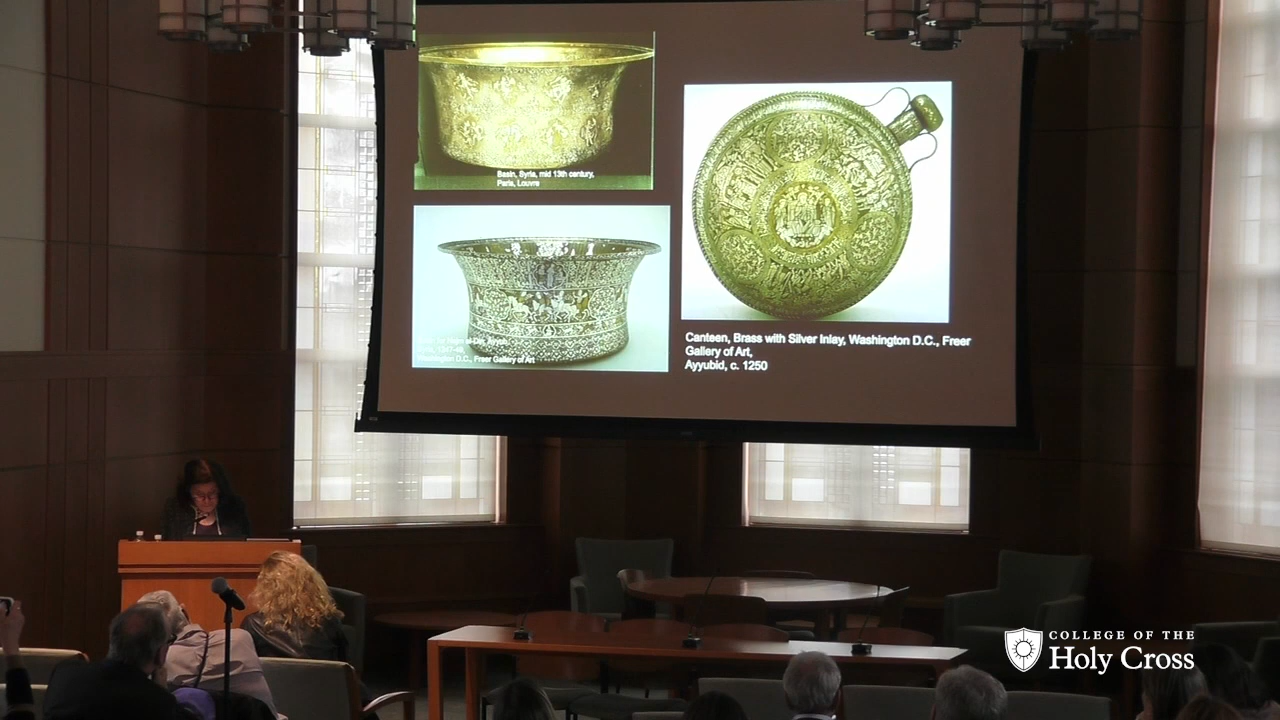 Basin, Syria, mid 13th century,
Paris, Louvre
Washington D.C., Freer Gallery of Art
Canteen, Brass with Silver Inlay, Washington D.C., Freer
Gallery of Art,
Ayyubid, c. 1250
COLLEGE OF THE
Holy Cross